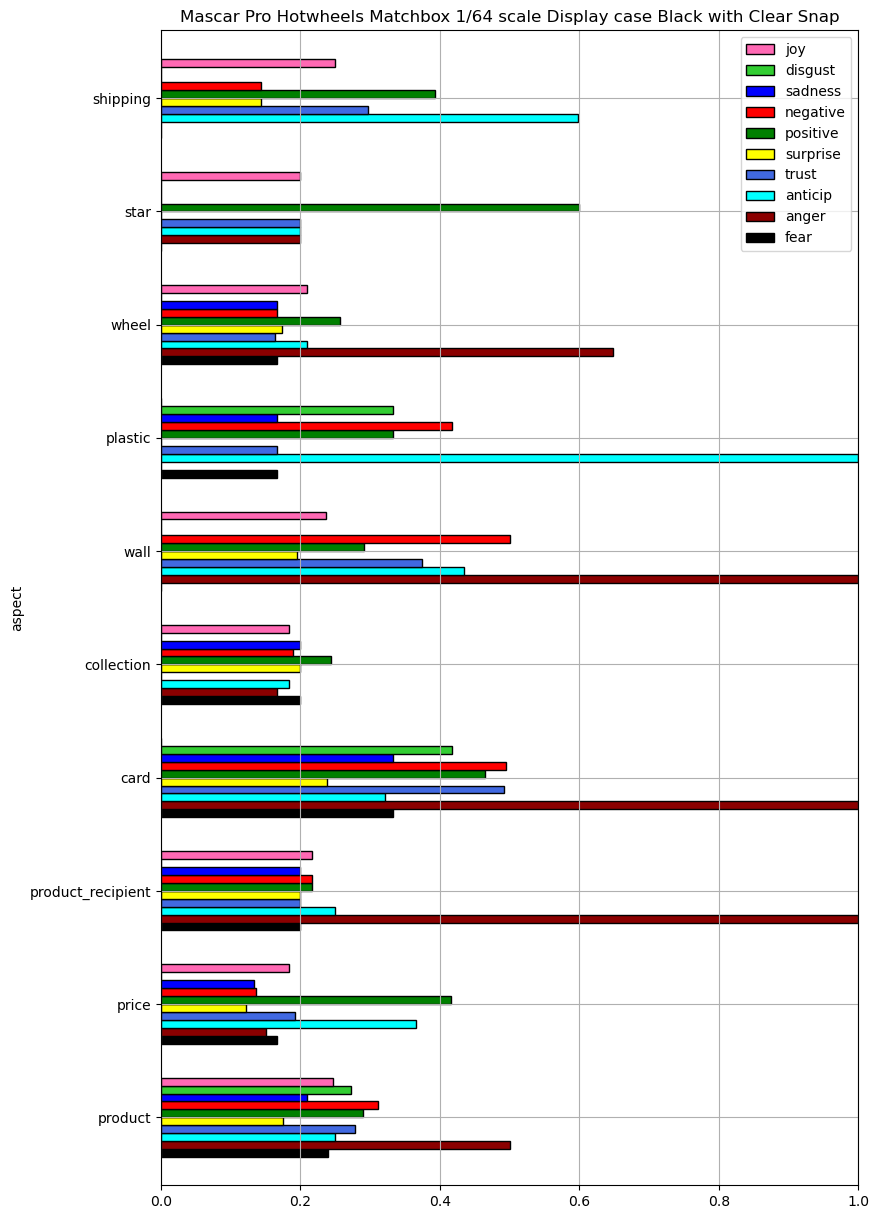 Mascar Pro Hotwheels Matchbox 1/64 scale Display case Black with Clear Snap
joy
disgust
sadness
negative
positive
surprise
trust
anticip
anger
fear
shipping
star
wheel
plastic
wall
collection
card
product_recipient
price
product
aspect
0.0 0.2 0.4 0.6 0.8 1.0